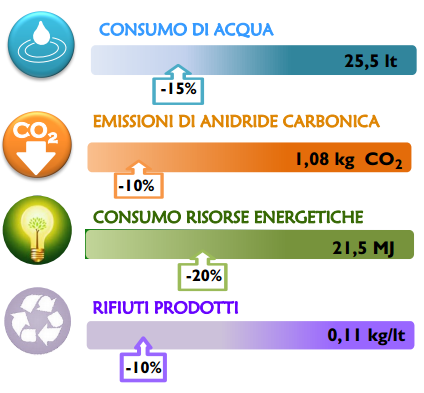 CONSUMO DI ACQUA
25,5 lt
-15%
CO2
EMISSIONI DI ANIDRIDE CARBONICA
1,08 kg CO2
-10%
CONSUMO RISORSE ENERGETICHE
21,5 MJ
-20%
RIFIUTI PRODOTTI
0,11 kg/lt
-10%